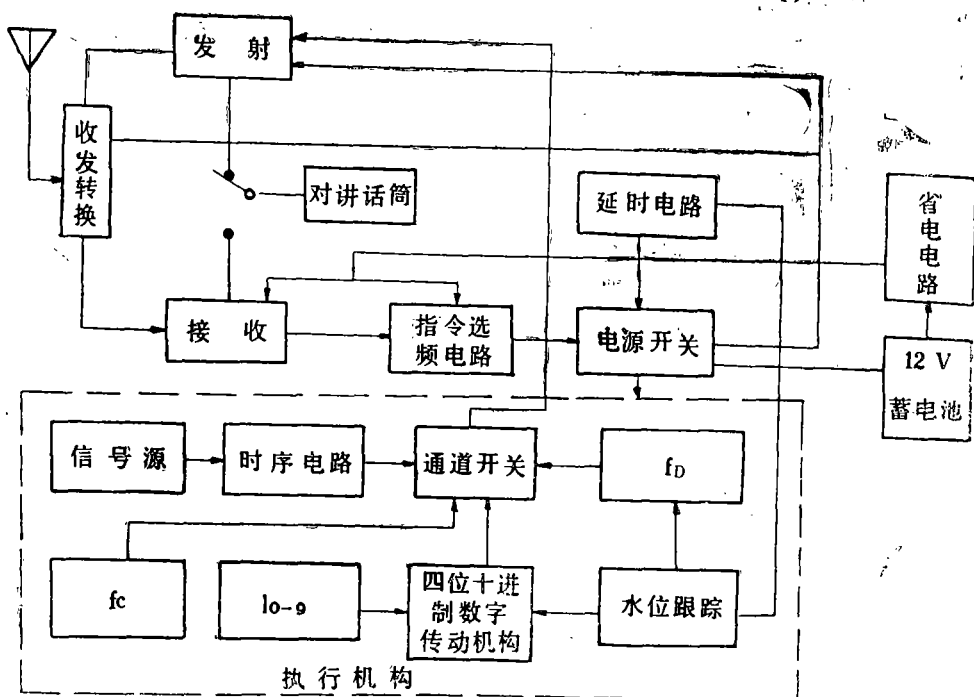 发射
收发转换
对讲话筒
延时电路
省电电路
接收
指令选
频电路
电源开关
12 V
蓄电池
信号源
时序电路
通道开关
fD
fc
lo-9
四位十进
制数字
传动机构
水位跟踪
执行机构